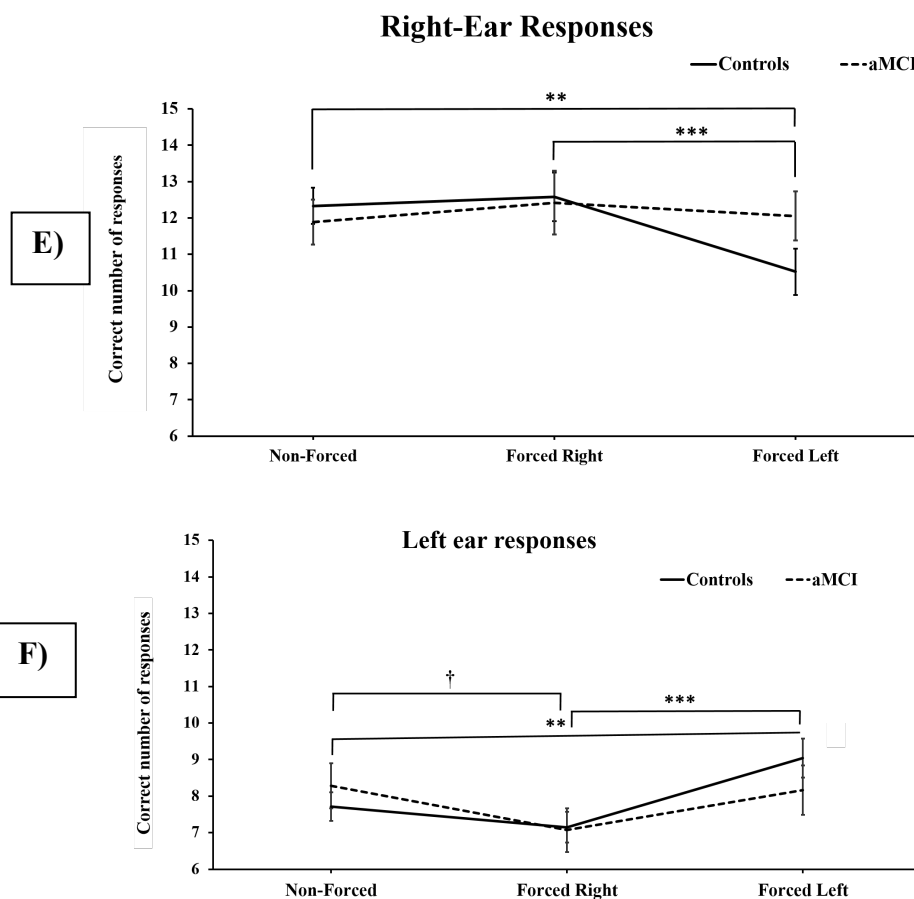 Right-Ear Responses
Controls aMCI
E)
Correct number of responses
15
14
13
12
11
10
9
8
7
6
**
***
Non-Forced Forced Right Forced Left
Left ear responses
Controls aMCI
F)
Correct number of responses
15
14
13
12
11
10
9
8
7
6
†
***
**
Non-Forced Forced Right Forced Left